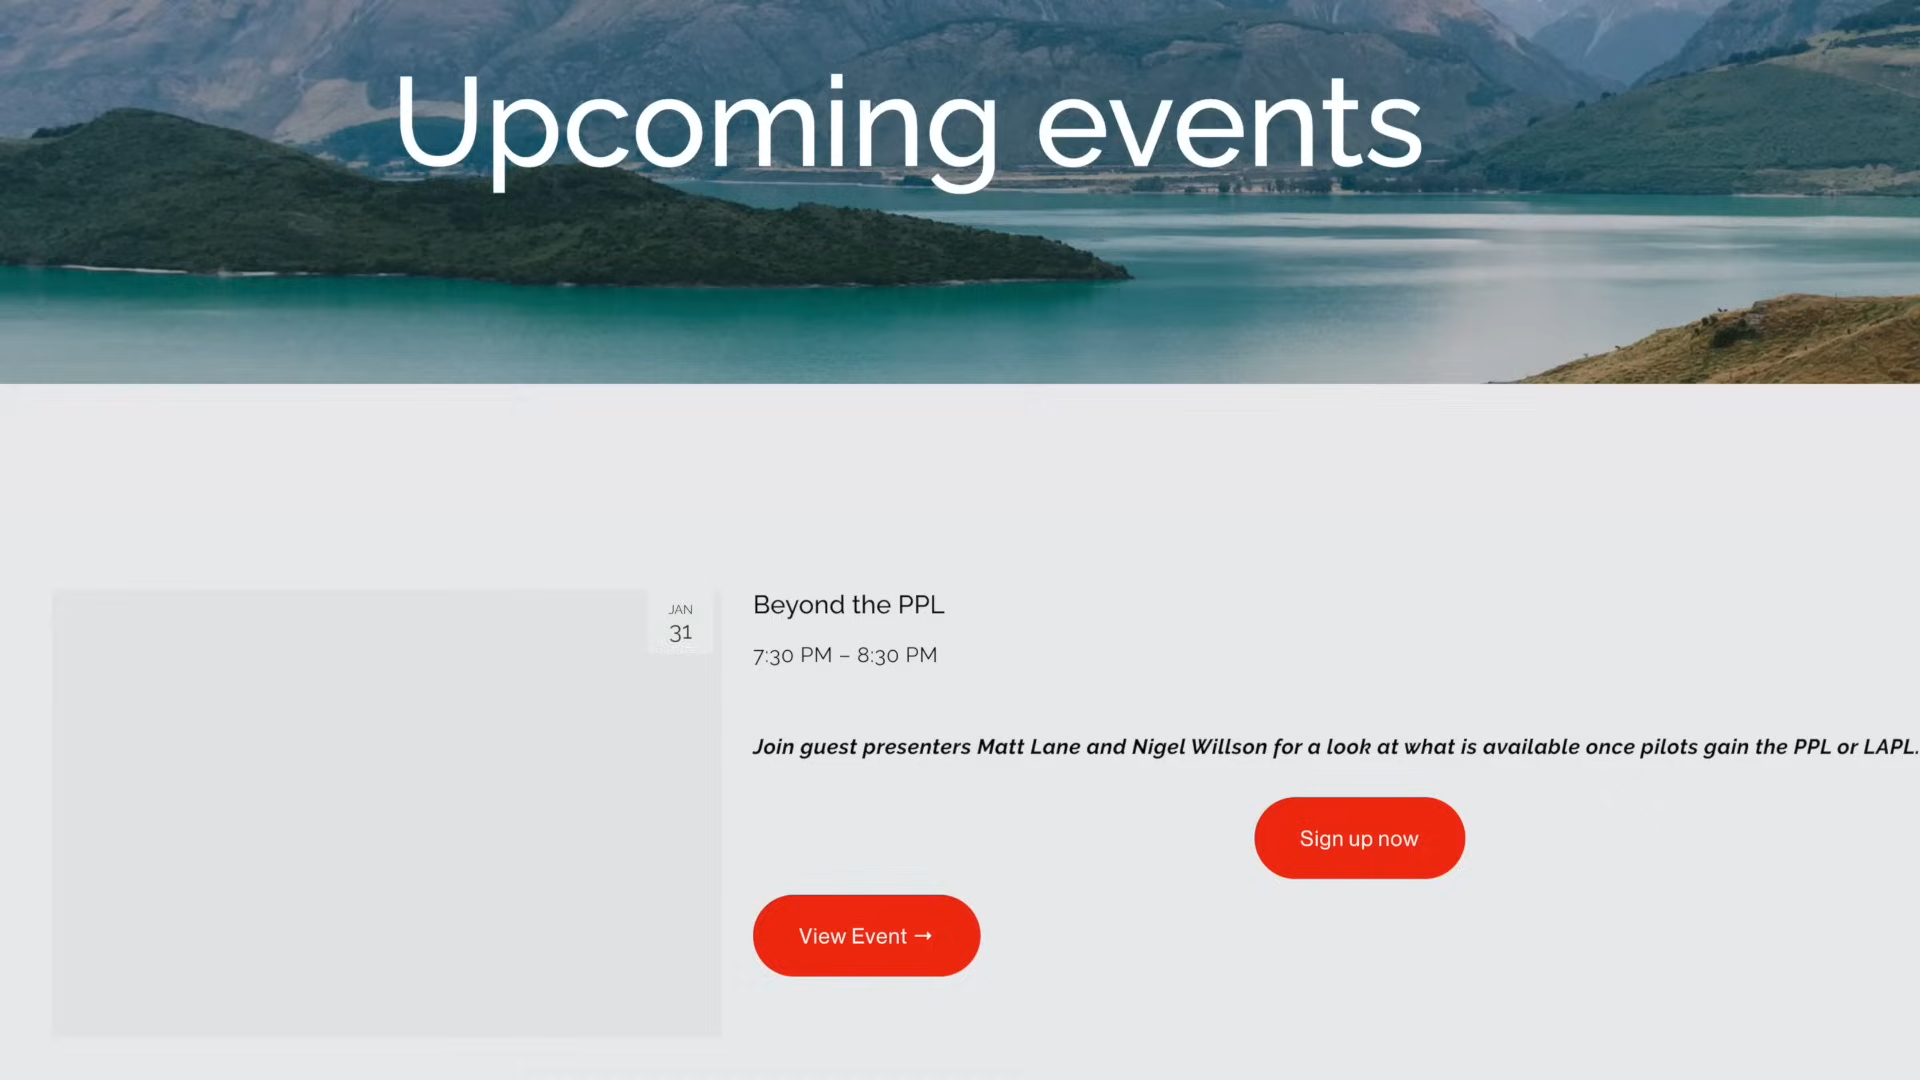 Upcoming events
JAN
31
Beyond the PPL
7:30 PM – 8:30 PM
Join guest presenters Matt Lane and Nigel Willson for a look at what is available once pilots gain the PPL or LAPL.
Sign up now
View Event →